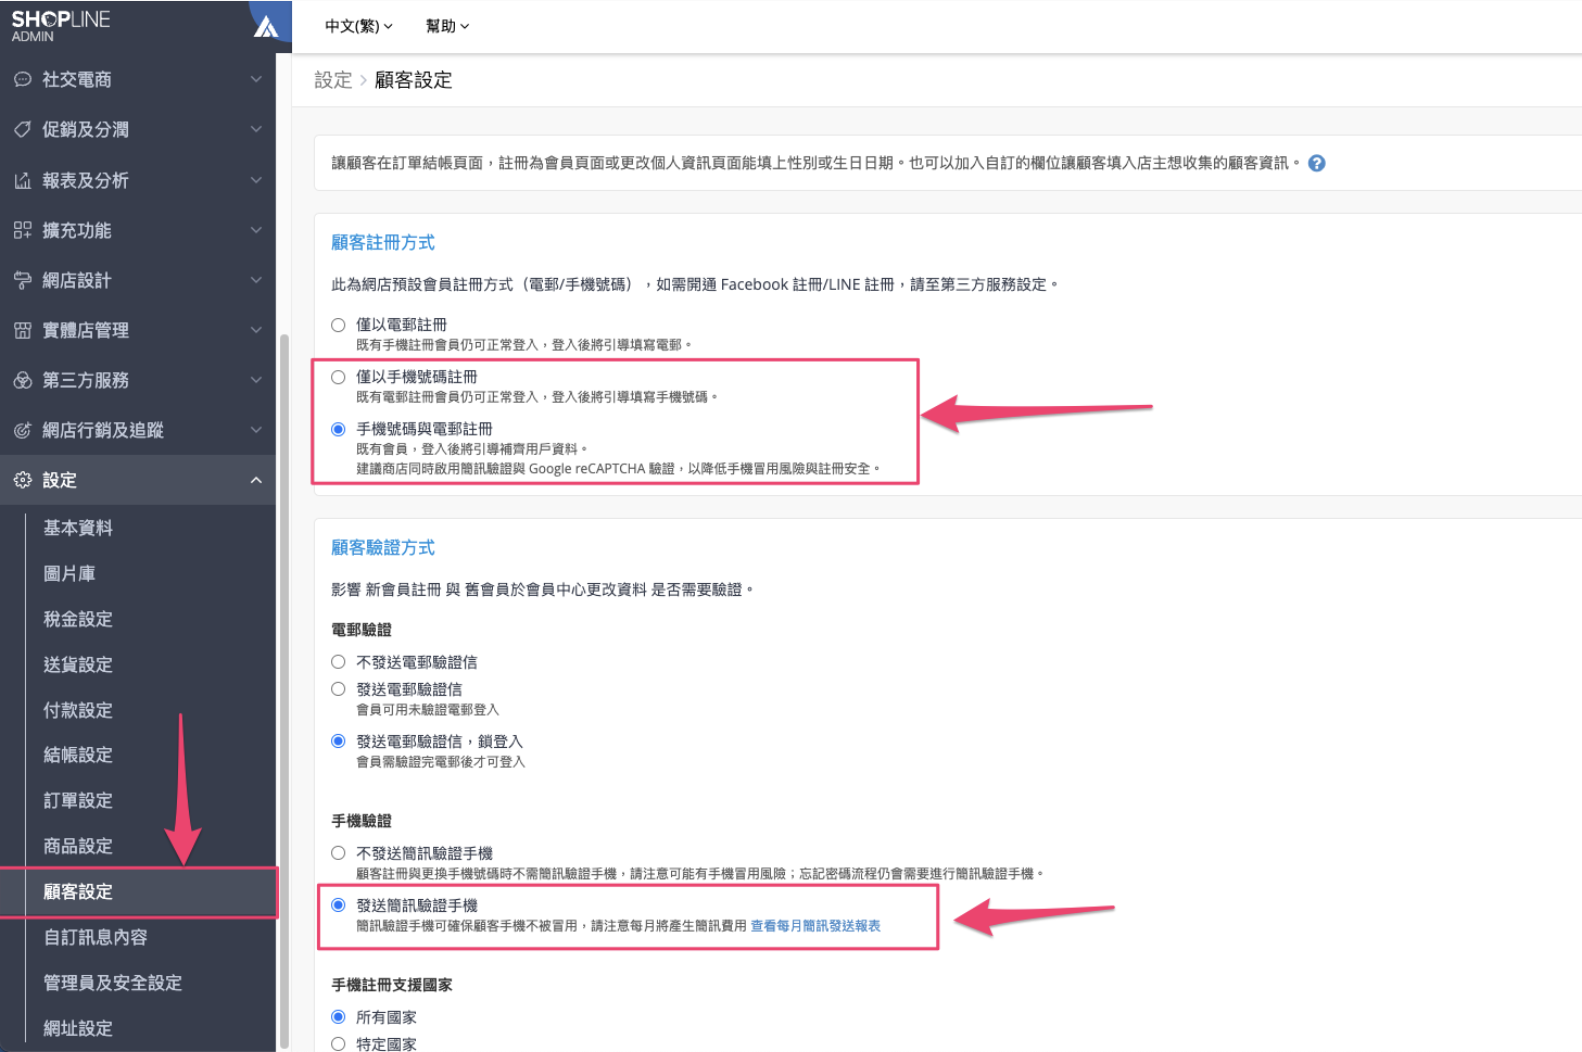 SHOPLINE
ADMIN
中文(繁)
幫助
社交電商
促銷及分潤
報表及分析
擴充功能
網店設計
實體店管理
第三方服務
網店行銷及追蹤
設定
基本資料
圖片庫
稅金設定
送貨設定
付款設定
結帳設定
訂單設定
商品設定
顧客設定
自訂訊息內容
管理員及安全設定
網址設定
設定 > 顧客設定
讓顧客在訂單結帳頁面，註冊為會員頁面或更改個人資訊頁面能填上性別或生日日期。也可以加入自訂的欄位讓顧客填入店主想收集的顧客資訊。 ?
顧客註冊方式
此為網店預設會員註冊方式（電郵/手機號碼），如需開通 Facebook 註冊/LINE 註冊，請至第三方服務設定。
僅以電郵註冊
既有手機註冊會員仍可正常登入，登入後將引導填寫電郵。
僅以手機號碼註冊
既有電郵註冊會員仍可正常登入，登入後將引導填寫手機號碼。
手機號碼與電郵註冊
既有會員，登入後將引導補齊用戶資料。
建議商店同時啟用簡訊驗證與 Google reCAPTCHA 驗證，以降低手機冒用風險與註冊安全。
顧客驗證方式
影響 新會員註冊 與 舊會員於會員中心更改資料 是否需要驗證。
電郵驗證
不發送電郵驗證信
發送電郵驗證信
會員可用未驗證電郵登入
發送電郵驗證信，鎖登入
會員需驗證完電郵後才可登入
手機驗證
不發送簡訊驗證手機
顧客註冊與更換手機號碼時不需簡訊驗證手機，請注意可能有手機冒用風險；忘記密碼流程仍會需要進行簡訊驗證手機。
發送簡訊驗證手機
簡訊驗證手機可確保顧客手機不被冒用，請注意每月將產生簡訊費用 查看每月簡訊發送報表
手機註冊支援國家
所有國家
特定國家